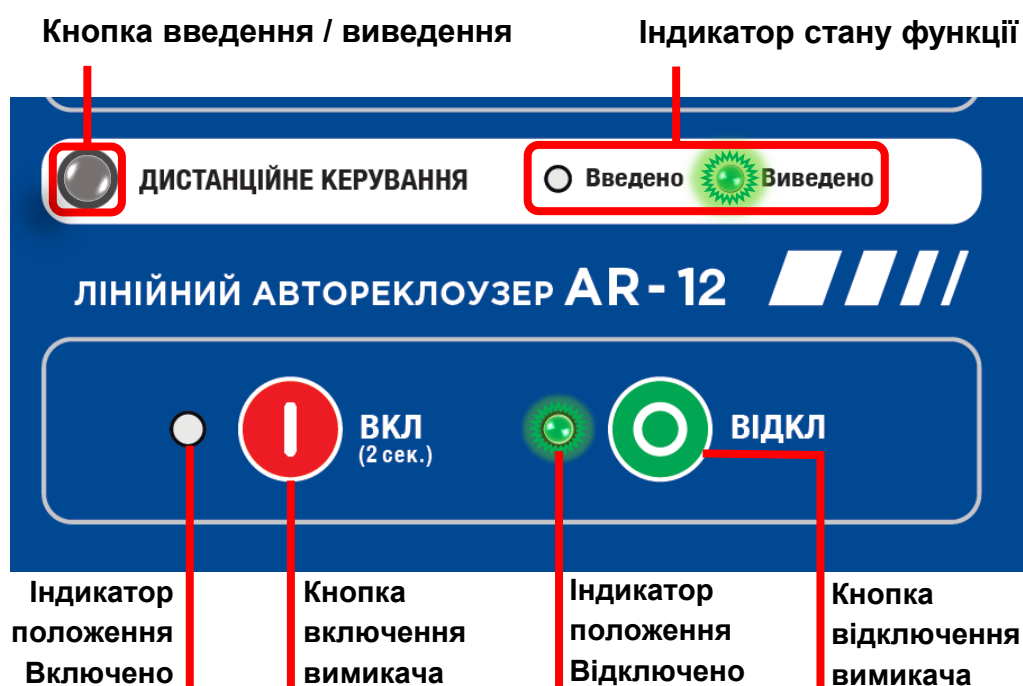 Кнопка введення / виведення
Індикатор стану функції
ДИСТАНЦІЙНЕ КЕРУВАННЯ
Введено
Виведено
ЛІНІЙНИЙ АВТОРЕКЛОУЗЕР AR-12
ВКЛ
(2 сек.)
ВІДКЛ
Індикатор
положення
Включено
Кнопка
включення
вимикача
Індикатор
положення
Відключено
Кнопка
відключення
вимикача